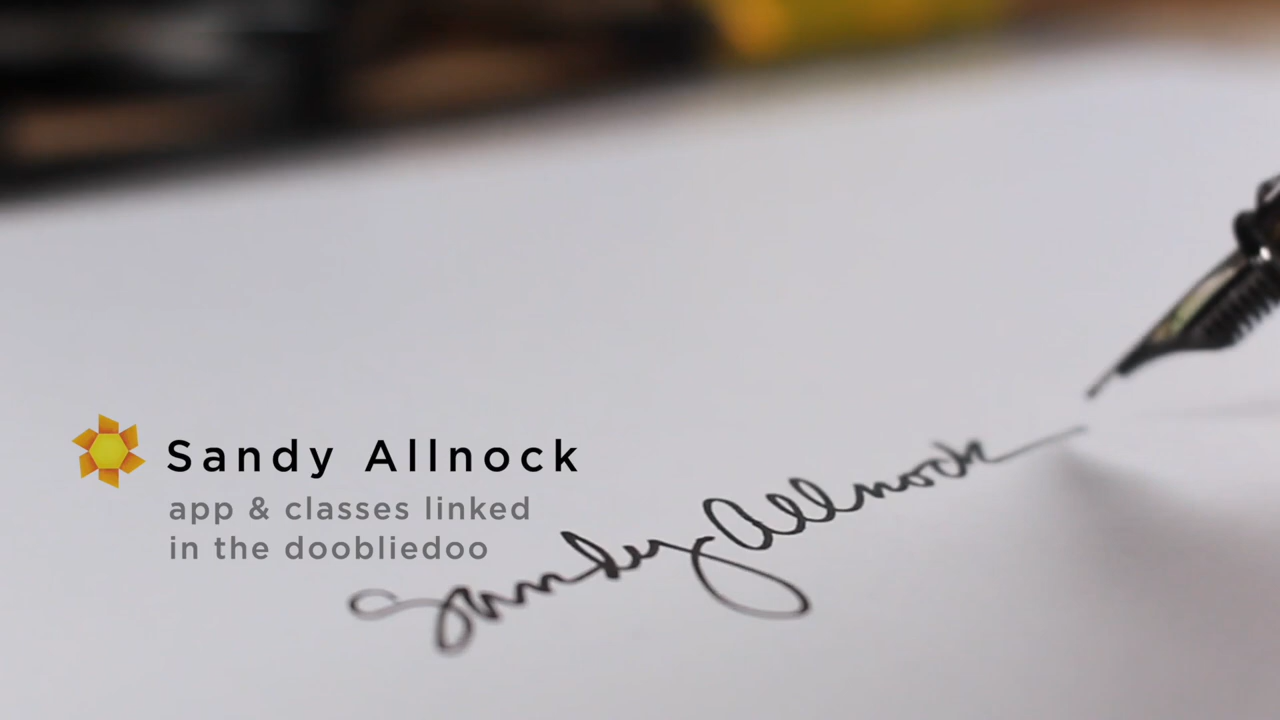 Sandy Allnock
app & classes linked
in the doobliedoo
Sandy Allnock